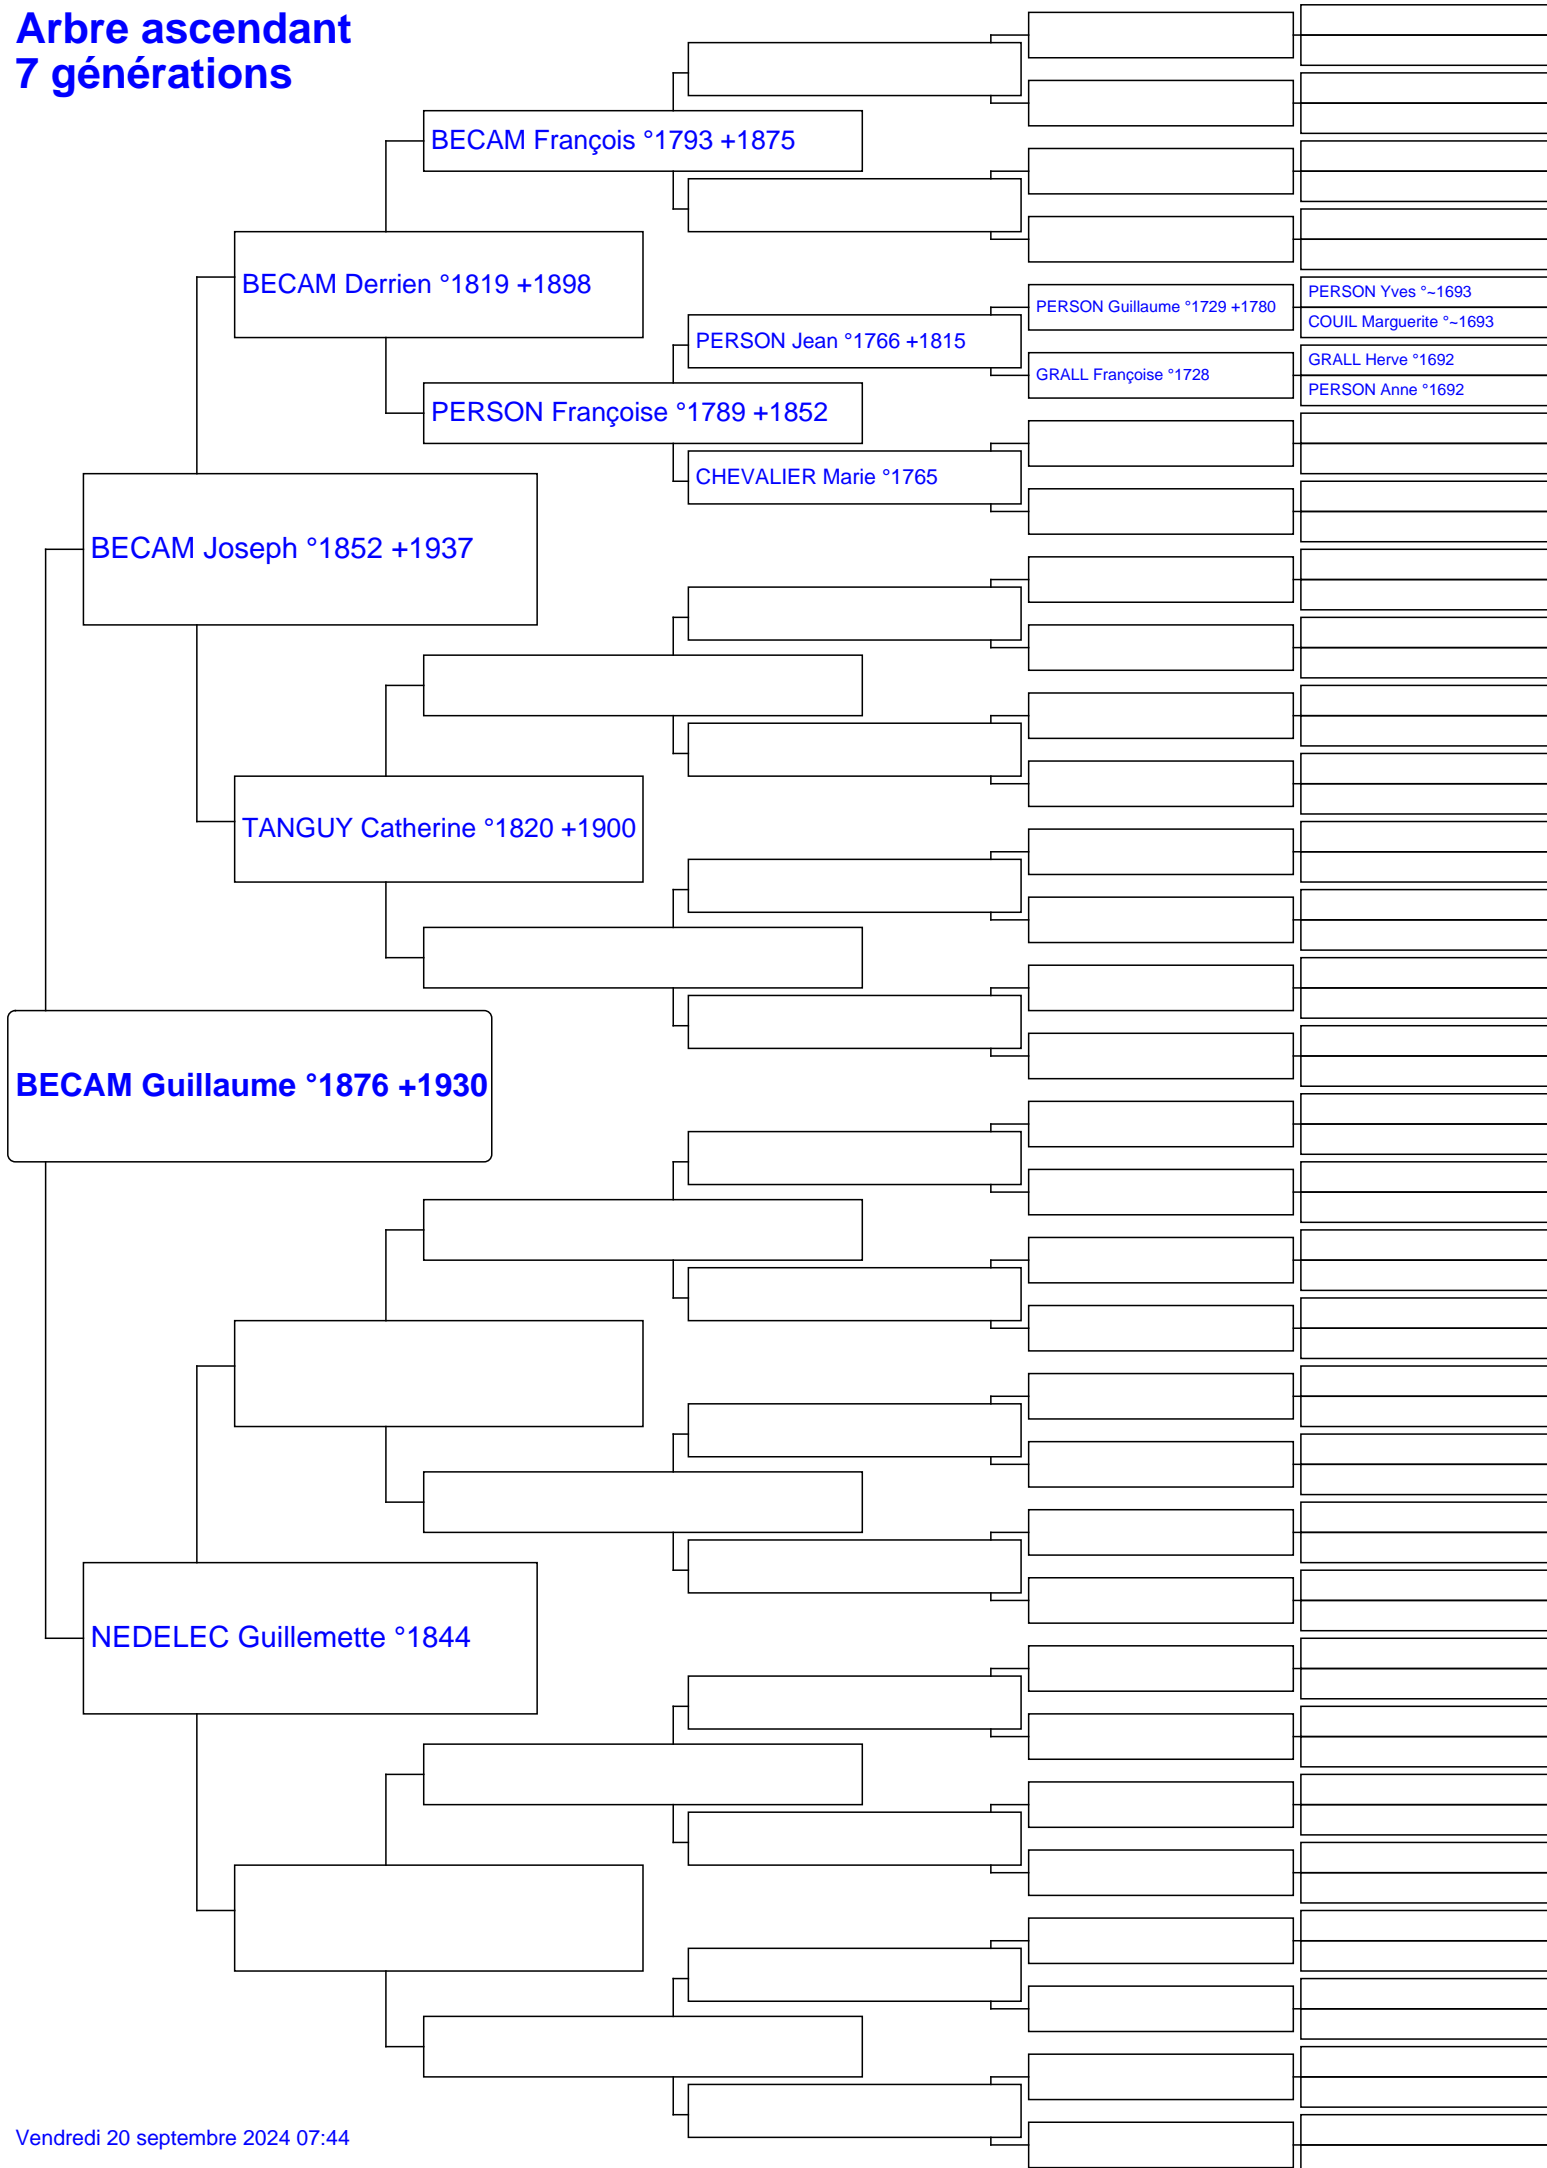 Arbre ascendant
7 générations
BECAM François °1793 +1875
BECAM Derrien °1819 +1898
PERSON Yves °~1693
PERSON Guillaume °1729 +1780
COUIL Marguerite °~1693
PERSON Jean °1766 +1815
GRALL Herve °1692
GRALL Françoise °1728
PERSON Anne °1692
PERSON Françoise °1789 +1852
CHEVALIER Marie °1765
BECAM Joseph °1852 +1937
TANGUY Catherine °1820 +1900
BECAM Guillaume °1876 +1930
NEDELEC Guillemette °1844
Vendredi 20 septembre 2024 07:44